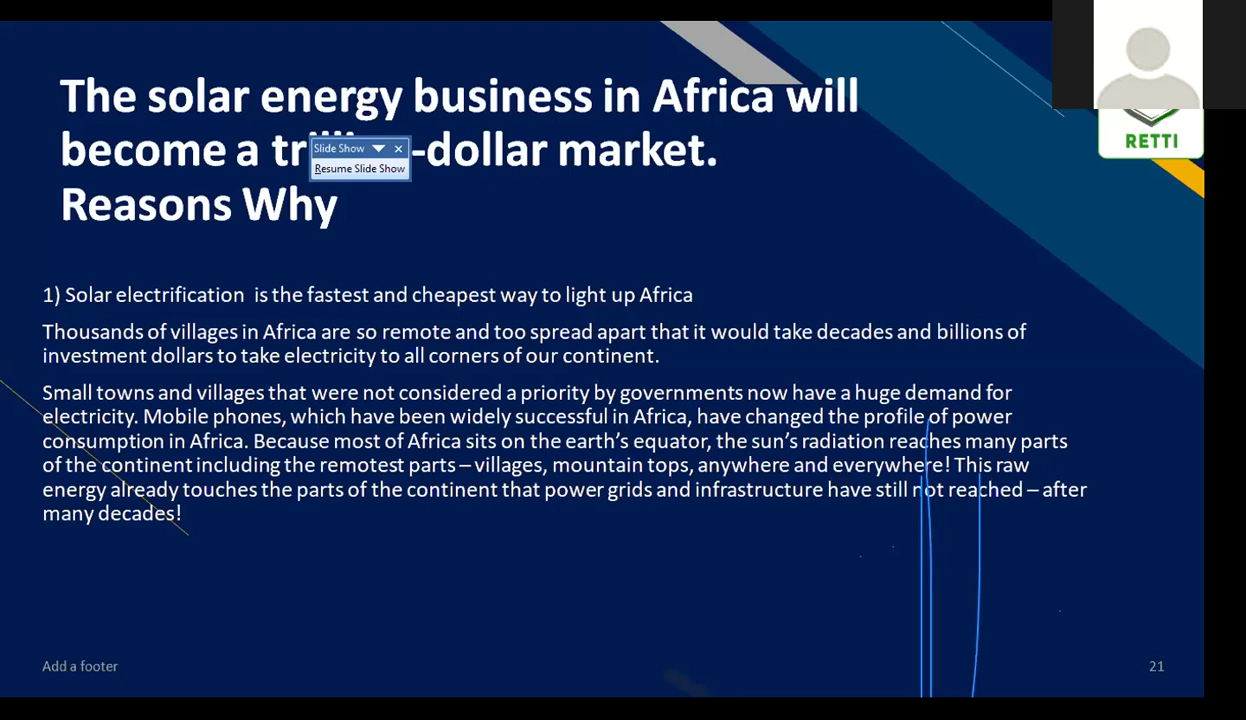 The solar energy business in Africa will
become a -dollar market.
Reasons Why
Slide Show
Resume Slide Show
RETTI
1) Solar electrification is the fastest and cheapest way to light up Africa
Thousands of villages in Africa are so remote and too spread apart that it would take decades and billions of
investment dollars to take electricity to all corners of our continent.
Small towns and villages that were not considered a priority by governments now have a huge demand for
electricity. Mobile phones, which have been widely successful in Africa, have changed the profile of power
consumption in Africa. Because most of Africa sits on the earth’s equator, the sun’s radiation reaches many parts
of the continent including the remotest parts – villages, mountain tops, anywhere and everywhere! This raw
energy already touches the parts of the continent that power grids and infrastructure have still not reached – after
many decades!
Add a footer
21